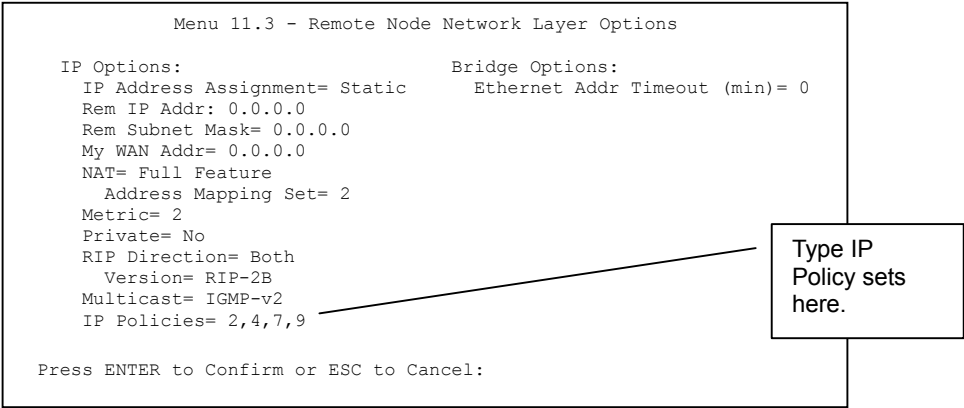 Menu 11.3 - Remote Node Network Layer Options
IP Options: Bridge Options:
IP Address Assignment= Static Ethernet Addr Timeout (min)= 0
Rem IP Addr: 0.0.0.0
Rem Subnet Mask= 0.0.0.0
My WAN Addr= 0.0.0.0
NAT= Full Feature
Address Mapping Set= 2
Metric= 2
Private= No
RIP Direction= Both
Version= RIP-2B
Multicast= IGMP-v2
IP Policies= 2,4,7,9
Press ENTER to Confirm or ESC to Cancel:
Type IP
Policy sets
here.